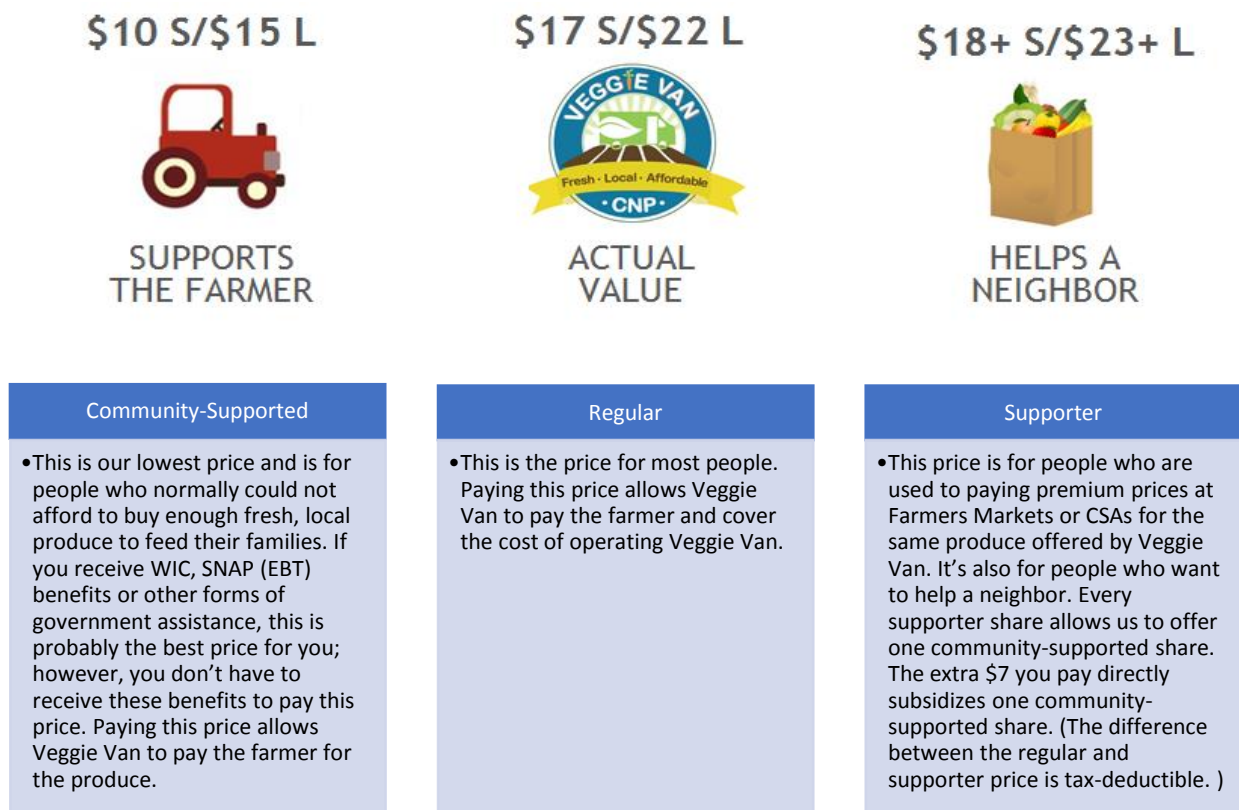 $10 S/$15 L
SUPPORTS
THE FARMER
$17 S/$22 L
VEGGIE VAN
Fresh · Local · Affordable
· CNP ·
ACTUAL
VALUE
$18+ S/$23+ L
HELPS A
NEIGHBOR
Community-Supported
•This is our lowest price and is for
people who normally could not
afford to buy enough fresh, local
produce to feed their families. If
you receive WIC, SNAP (EBT)
benefits or other forms of
government assistance, this is
probably the best price for you;
however, you don’t have to
receive these benefits to pay this
price. Paying this price allows
Veggie Van to pay the farmer for
the produce.
Regular
•This is the price for most people.
Paying this price allows Veggie
Van to pay the farmer and cover
the cost of operating Veggie Van.
Supporter
•This price is for people who are
used to paying premium prices at
Farmers Markets or CSAs for the
same produce offered by Veggie
Van. It’s also for people who want
to help a neighbor. Every
supporter share allows us to offer
one community-supported share.
The extra $7 you pay directly
subsidizes one community-
supported share. (The difference
between the regular and
supporter price is tax-deductible. )